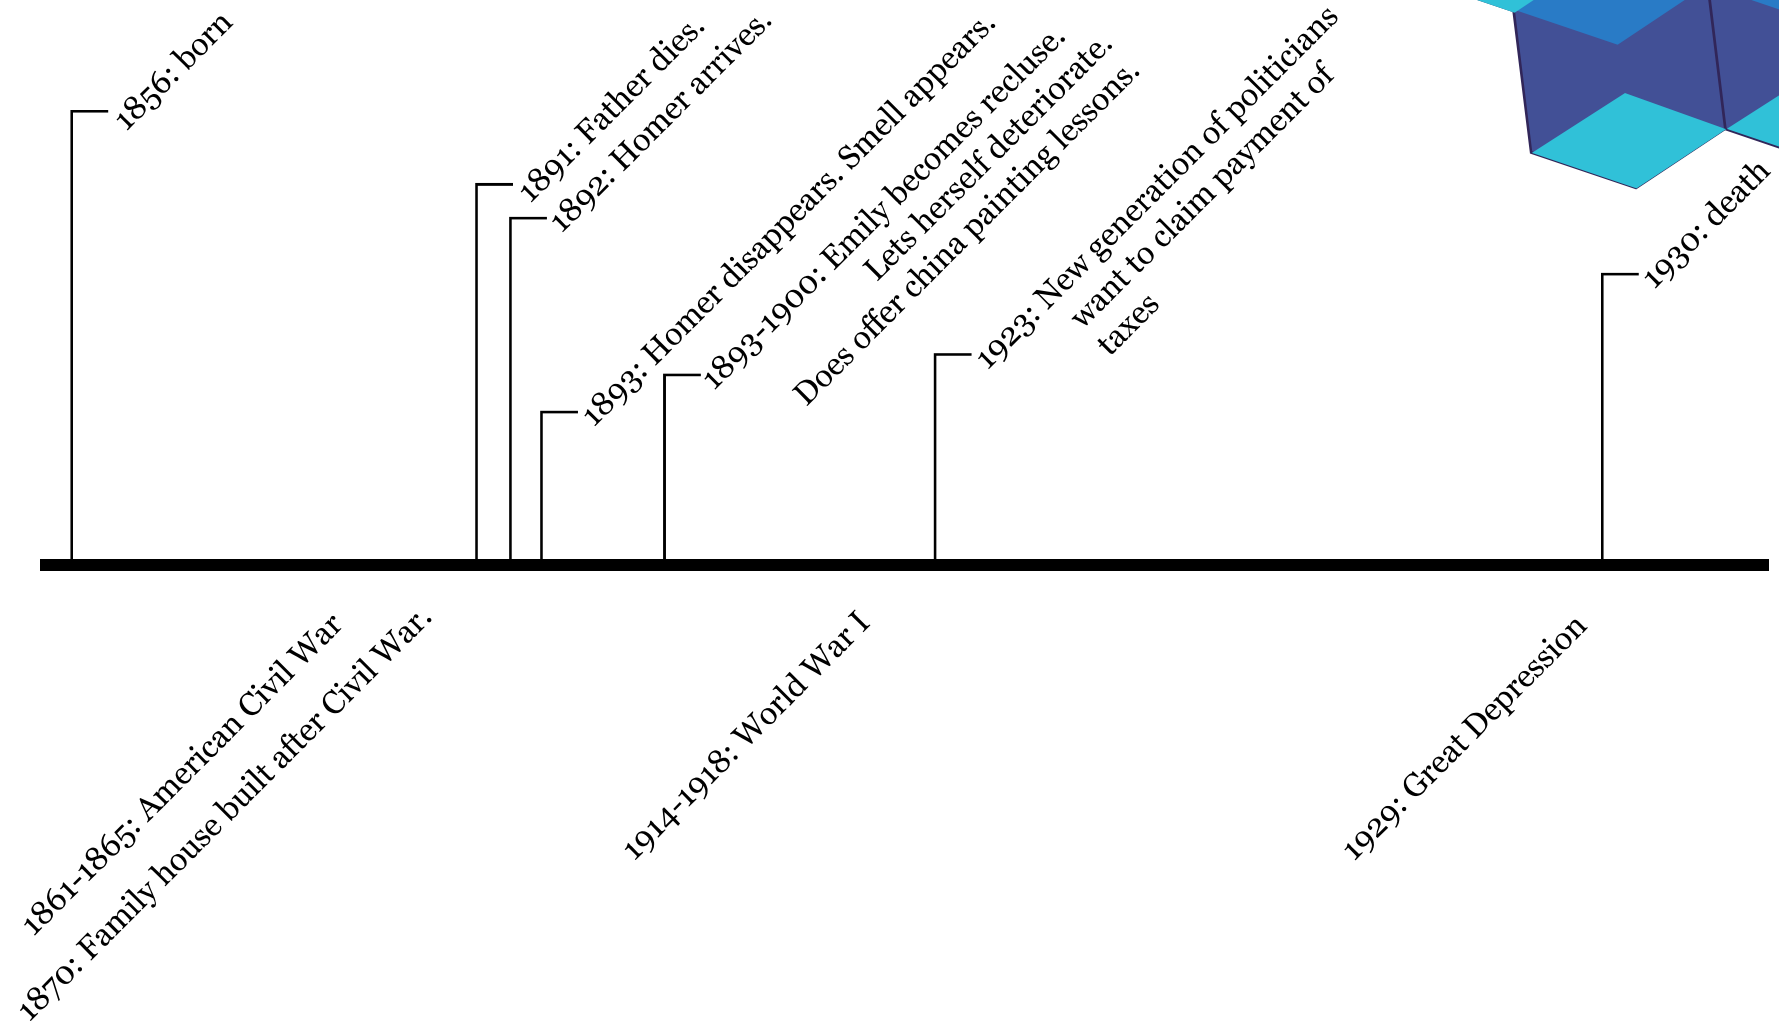 1856: born
1891: Father dies.
1892: Homer arrives.
1893: Homer disappears. Smell appears.
1893-1900: Emily becomes recluse.
Lets herself deteriorate.
Does offer china painting lessons.
1923: New generation of politicians
want to claim payment of
taxes
1930: death
1861-1865: American Civil War
1870: Family house built after Civil War.
1914-1918: World War I
1929: Great Depression